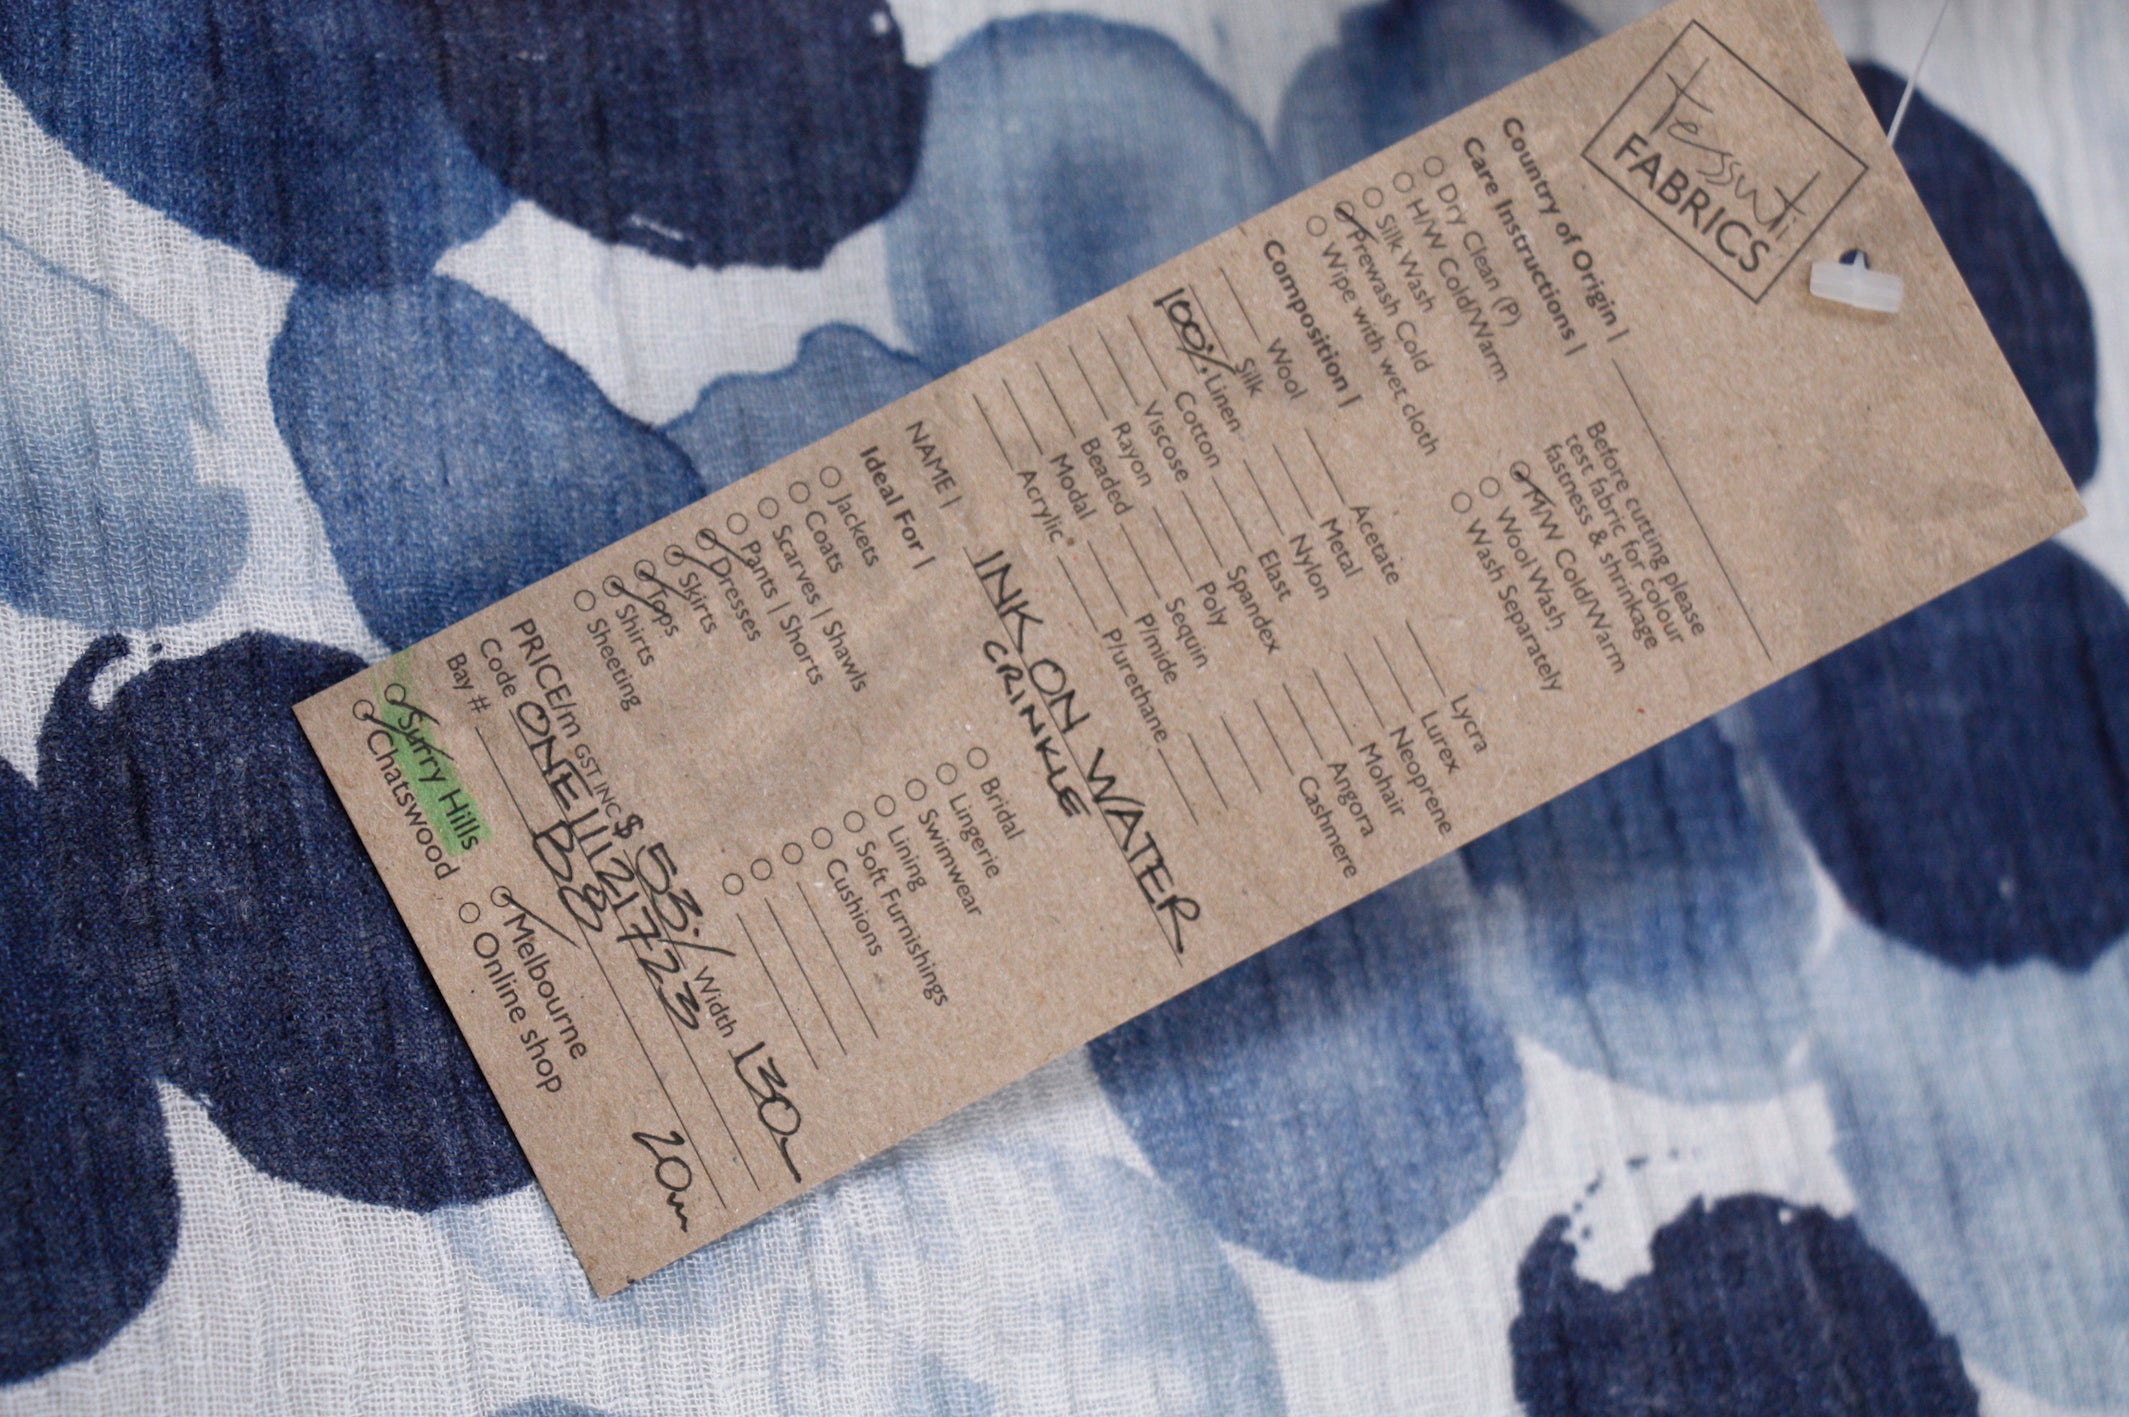 tessuti
FABRICS
Country of Origin |
Care Instructions |
Before cutting please
test fabric for colour
fastness & shrinkage
Dry Clean (P)
H/W Cold/Warm
Silk Wash
Prewash Cold
Wipe with wet cloth
M/W Cold/Warm
Wool Wash
Wash Separately
Composition |
Wool
Silk
100% Linen
Cotton
Viscose
Rayon
Beaded
Modal
Acrylic
Acetate
Metal
Nylon
Elast
Spandex
Poly
Sequin
P/mide
P/urethane
Lycra
Lurex
Neoprene
Mohair
Angora
Cashmere
NAME | INK ON WATER
CRINKLE
Ideal For |
Jackets
Coats
Scarves | Shawls
Pants | Shorts
Dresses
Skirts
Tops
Shirts
Sheeting
Bridal
Lingerie
Swimwear
Lining
Soft Furnishings
Cushions
PRICE/m GST INC $ 53./ Width 130
Code ONE11121723
Bay # B8 20m
Surry Hills
Chatswood
Melbourne
Online shop